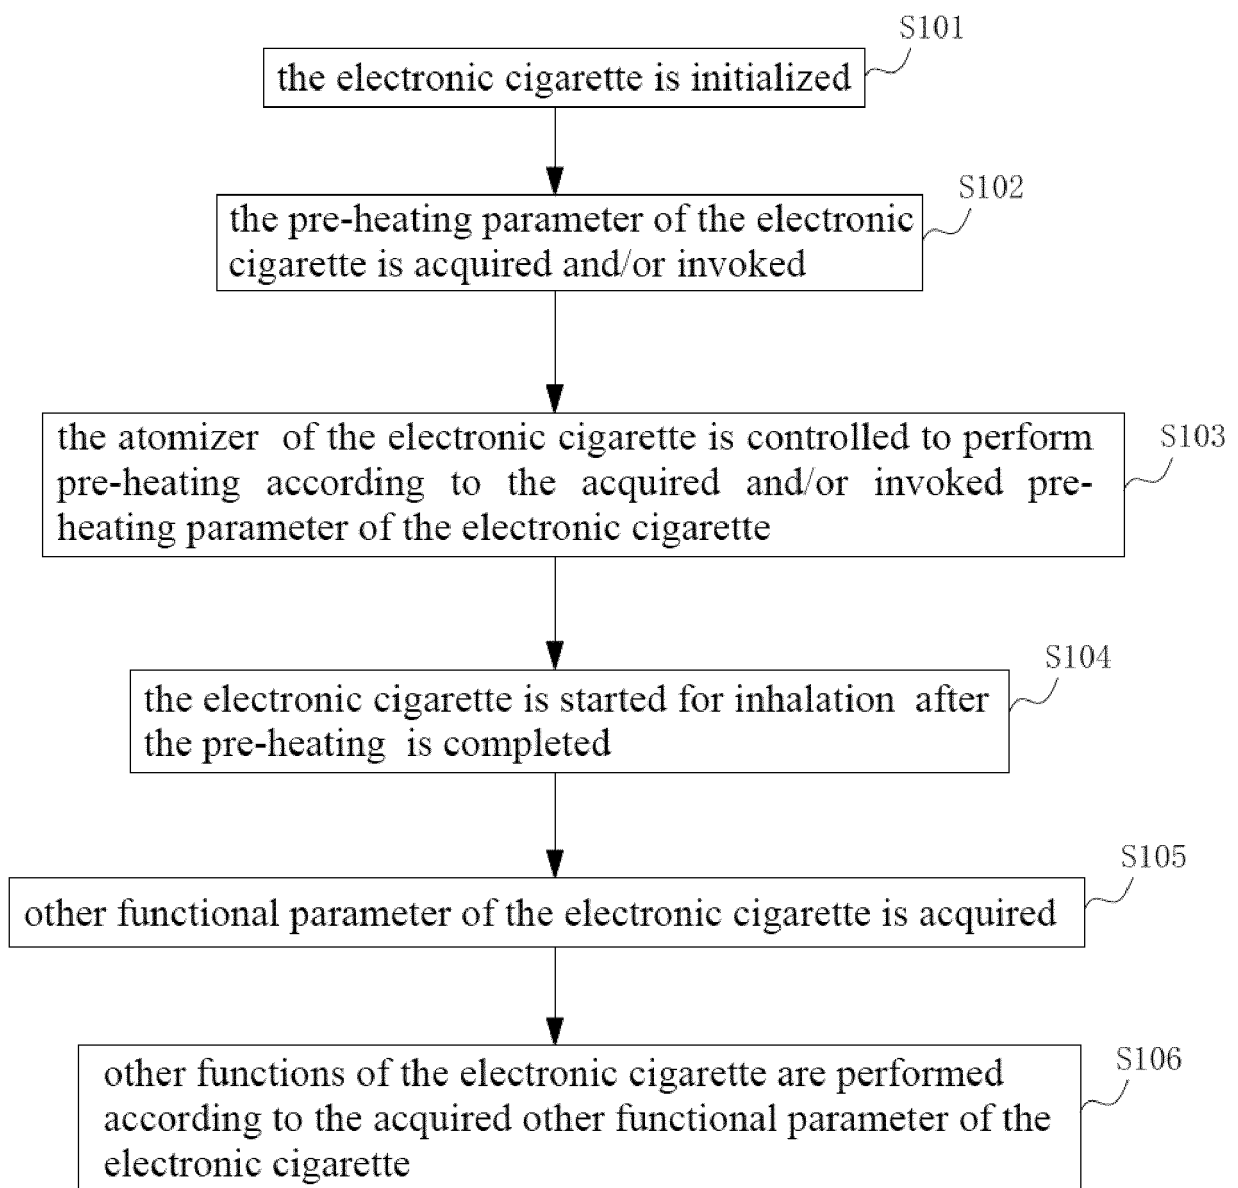 S101
the electronic cigarette is initialized
S102
the pre-heating parameter of the electronic
cigarette is acquired and/or invoked
S103
the atomizer of the electronic cigarette is controlled to perform
pre-heating according to the acquired and/or invoked pre-
heating parameter of the electronic cigarette
S104
the electronic cigarette is started for inhalation after
the pre-heating is completed
S105
other functional parameter of the electronic cigarette is acquired
S106
other functions of the electronic cigarette are performed
according to the acquired other functional parameter of the
electronic cigarette